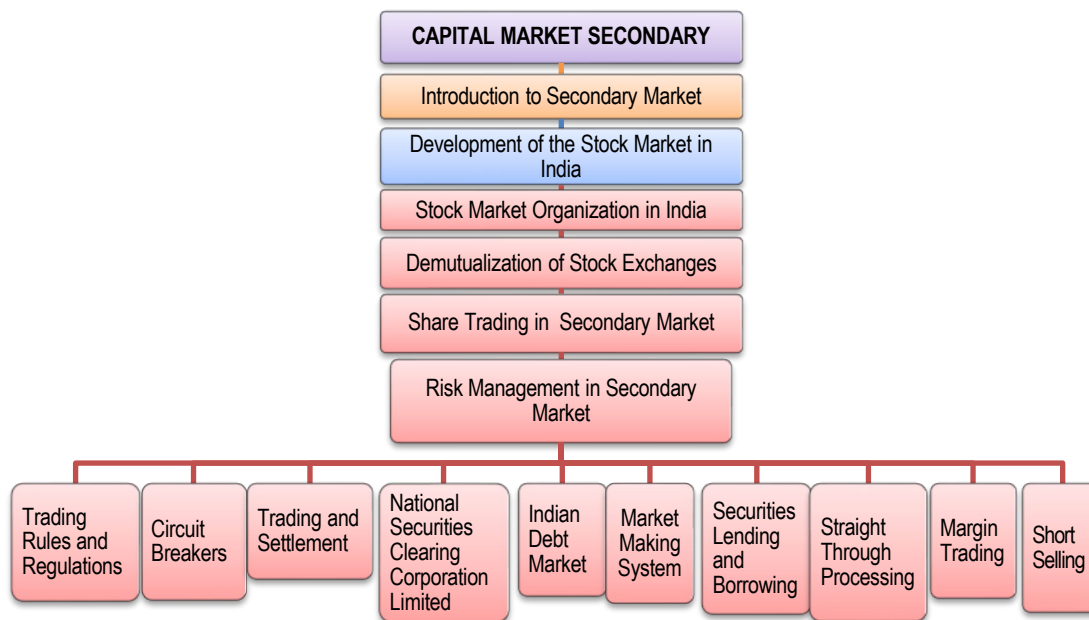 CAPITAL MARKET SECONDARY
Introduction to Secondary Market
Development of the Stock Market in
India
Stock Market Organization in India
Demutualization of Stock Exchanges
Share Trading in Secondary Market
Risk Management in Secondary
Market
Trading
Rules and
Regulations
Circuit
Breakers
Trading and
Settlement
National
Securities
Clearing
Corporation
Limited
Indian
Debt
Market
Market
Making
System
Securities
Lending
and
Borrowing
Straight
Through
Processing
Margin
Trading
Short
Selling